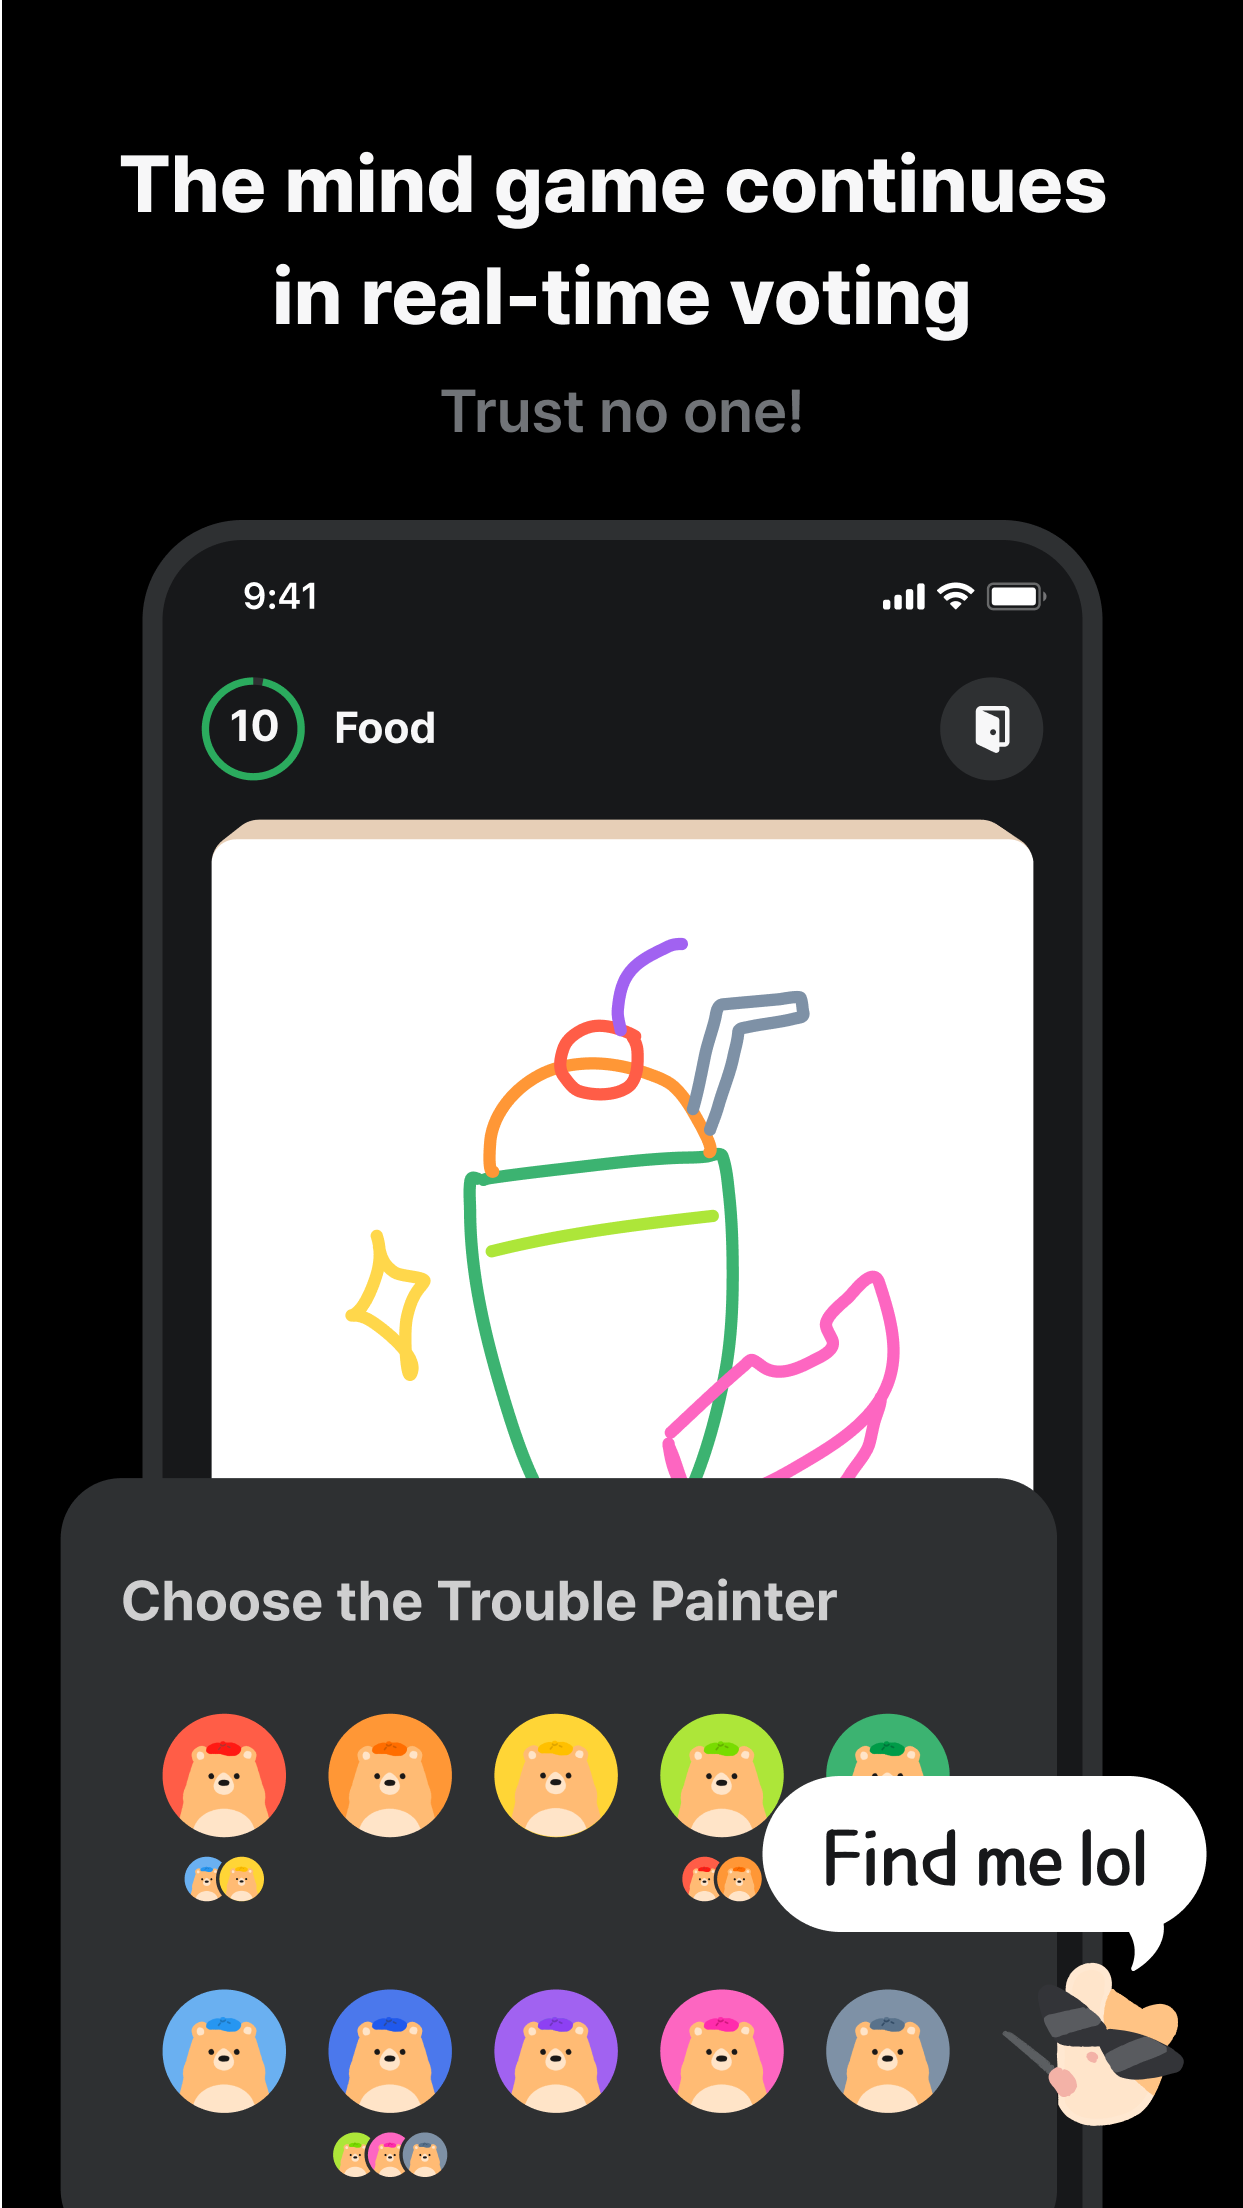 The mind game continues
in real-time voting
Trust no one!
9:41
10 Food
Choose the Trouble Painter
Find me lol